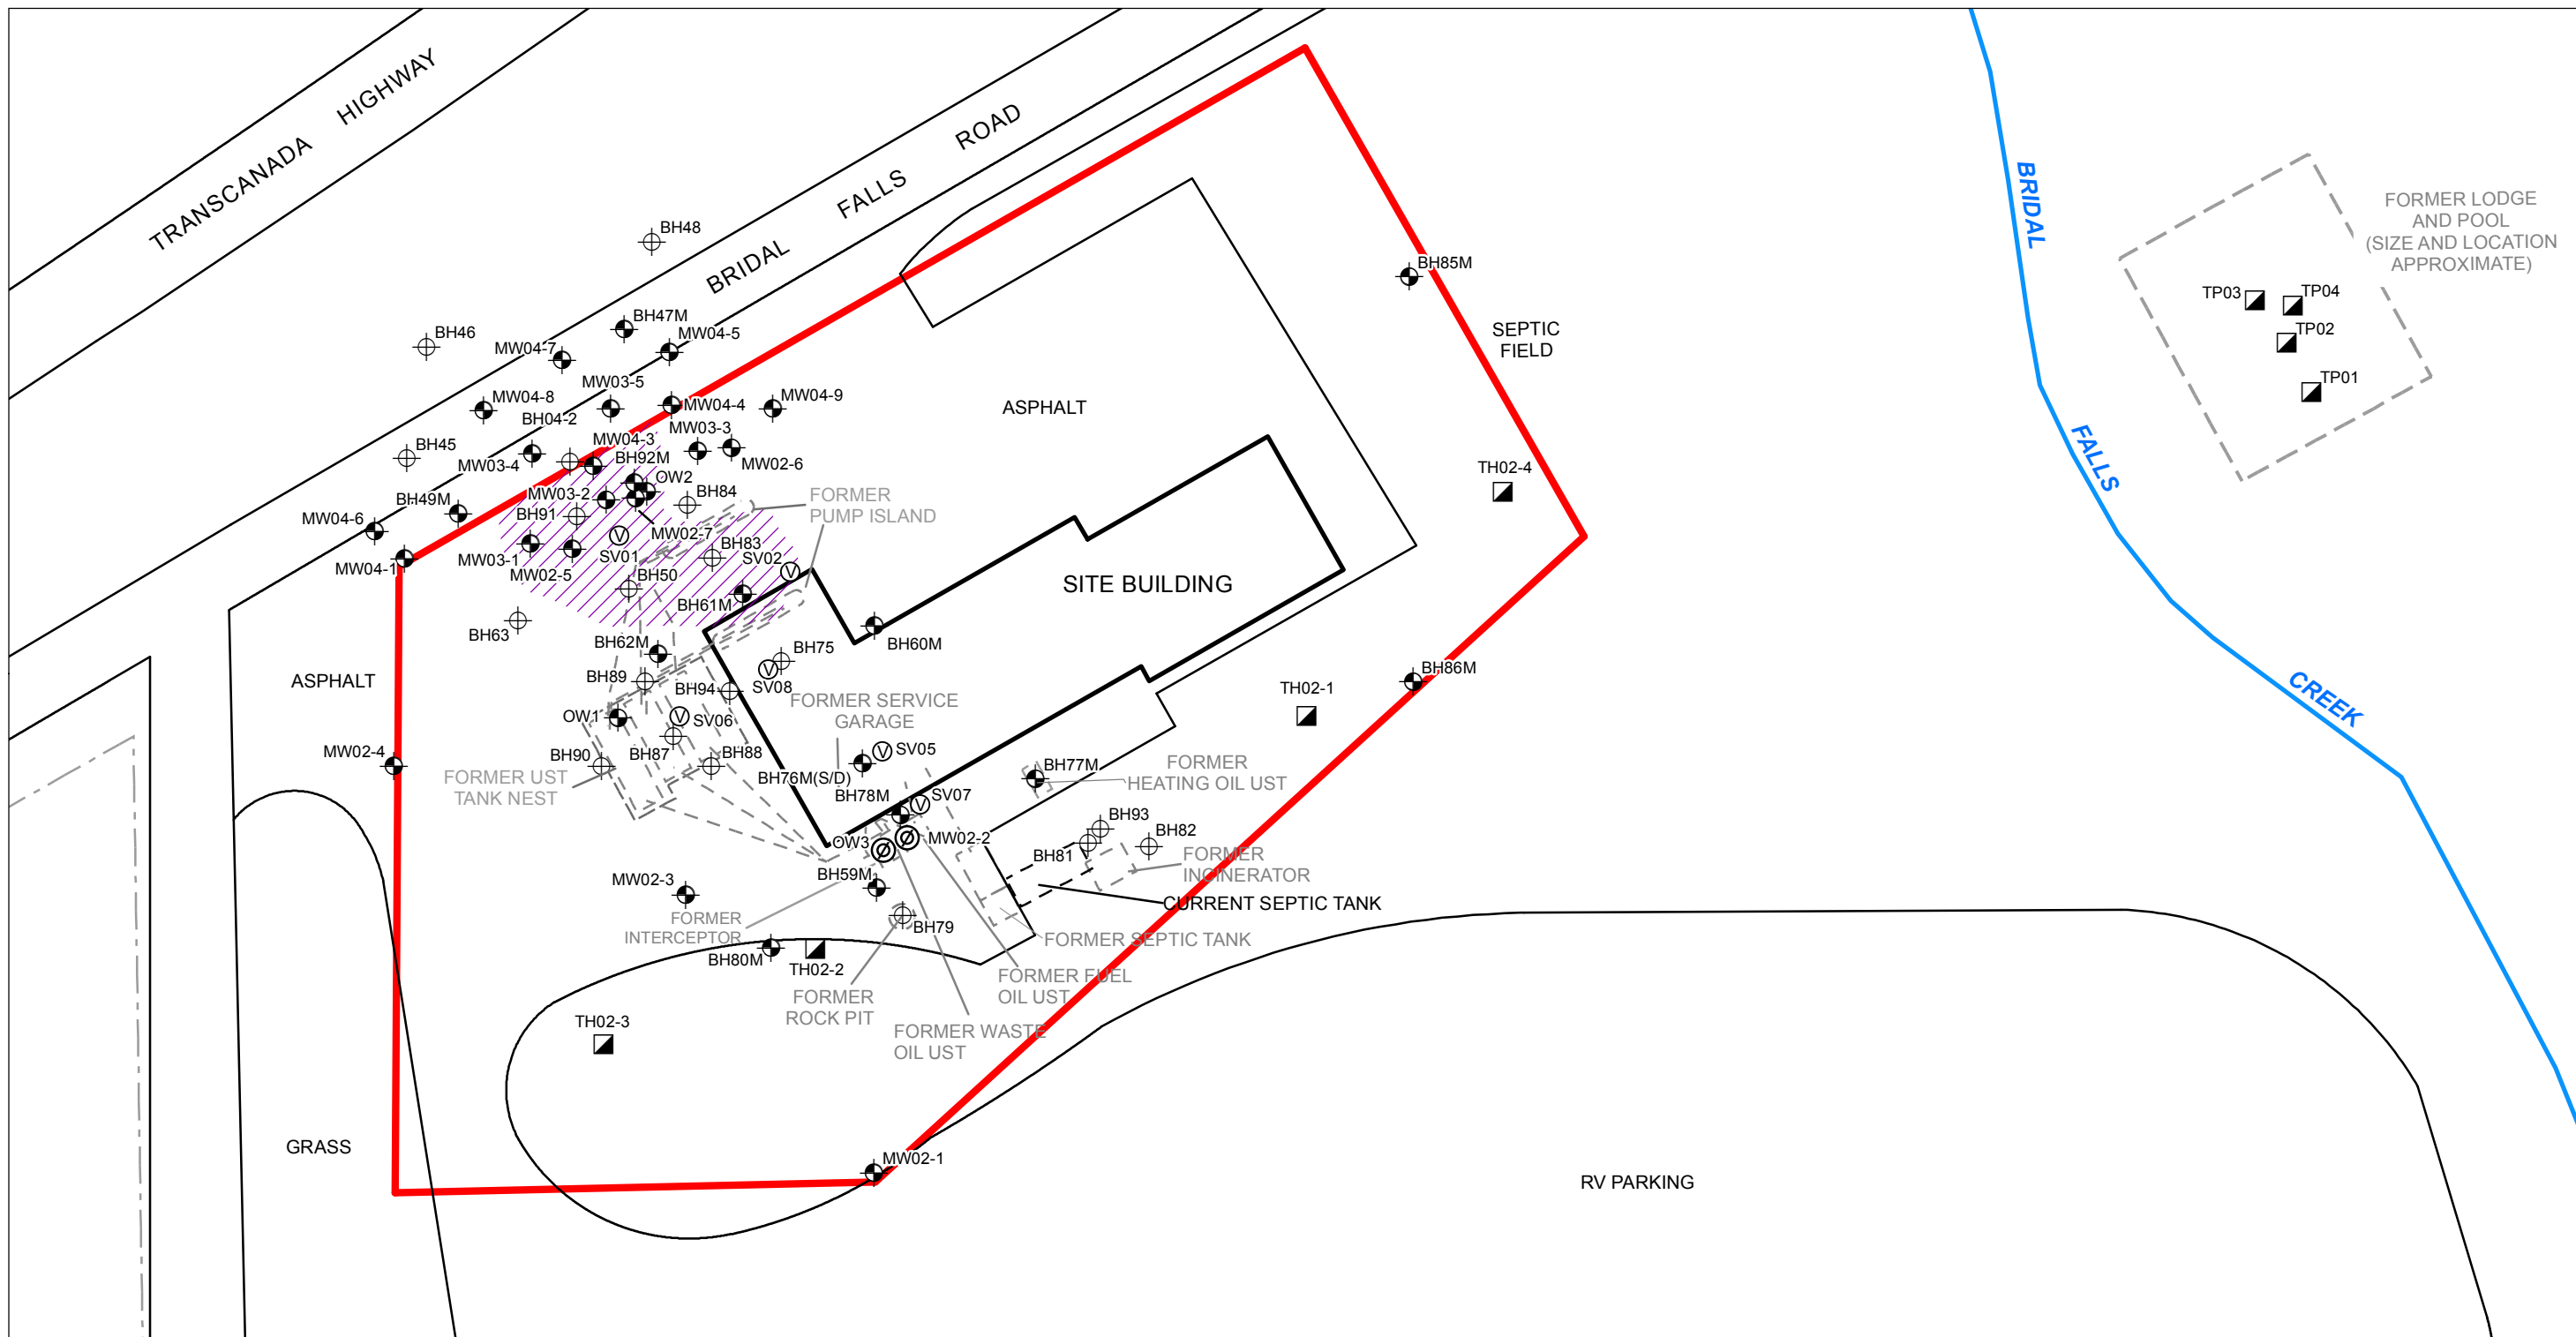 TRANSCANADA HIGHWAY
BRIDAL FALLS ROAD
BRIDAL
FALLS
CREEK
FORMER LODGE
AND POOL
(SIZE AND LOCATION
APPROXIMATE)
TP03
TP04
TP02
TP01
BH48
BH85M
BH47M
BH46
MW04-5
MW04-7
SEPTIC
FIELD
MW03-5
MW04-8
MW04-9
MW04-4
ASPHALT
BH04-2
MW03-3
MW04-3
BH45
MW03-4
BH92M
MW02-6
TH02-4
OW2
MW03-2
BH84
FORMER
PUMP ISLAND
BH49M
BH91
MW04-6
MW02-7
BH83
SV01
SV02
MW03-1
MW04-1
MW02-5
BH50
SITE BUILDING
BH61M
BH63
BH62M
BH60M
BH75
BH86M
ASPHALT
BH89
BH94
SV08
TH02-1
FORMER SERVICE
GARAGE
OW1
SV06
MW02-4
BH90
BH87
BH88
SV05
BH76M(S/D)
FORMER UST
TANK NEST
BH77M
FORMER
HEATING OIL UST
BH78M
SV07
BH93
BH82
OW3
MW02-2
BH81
FORMER
INCINERATOR
BH59M
MW02-3
CURRENT SEPTIC TANK
FORMER
INTERCEPTOR
BH79
FORMER SEPTIC TANK
BH80M
TH02-2
FORMER FUEL
OIL UST
FORMER
ROCK PIT
TH02-3
FORMER WASTE
OIL UST
GRASS
MW02-1
RV PARKING
V
V
V
V
V
V